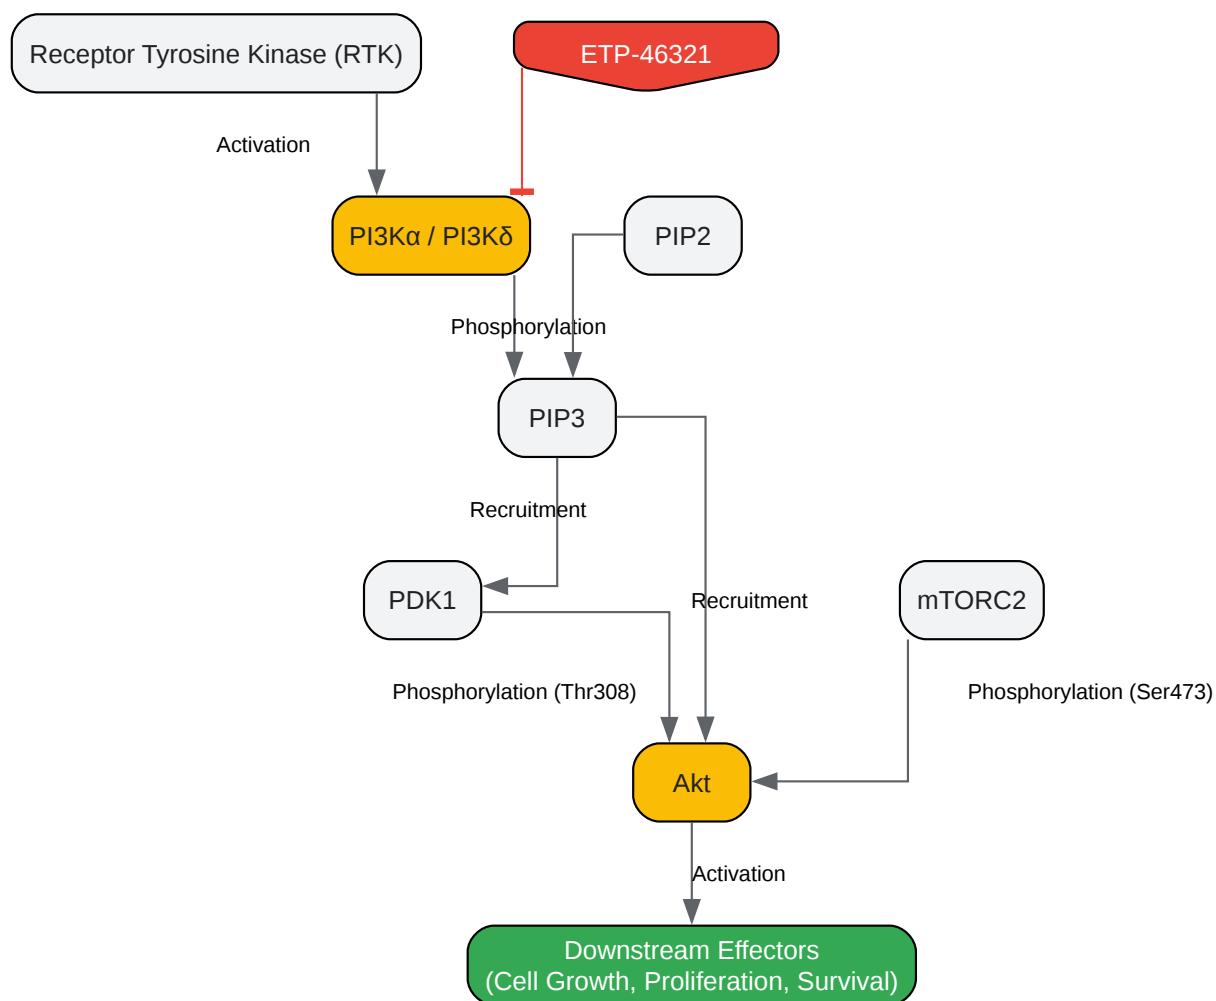 Receptor Tyrosine Kinase (RTK)
ETP-46321
Activation
PI3Kα / PI3Kδ
PIP2
Phosphorylation
PIP3
Recruitment
PDK1
Recruitment
mTORC2
Phosphorylation (Thr308)
Phosphorylation (Ser473)
Akt
Activation
Downstream Effectors
(Cell Growth, Proliferation, Survival)